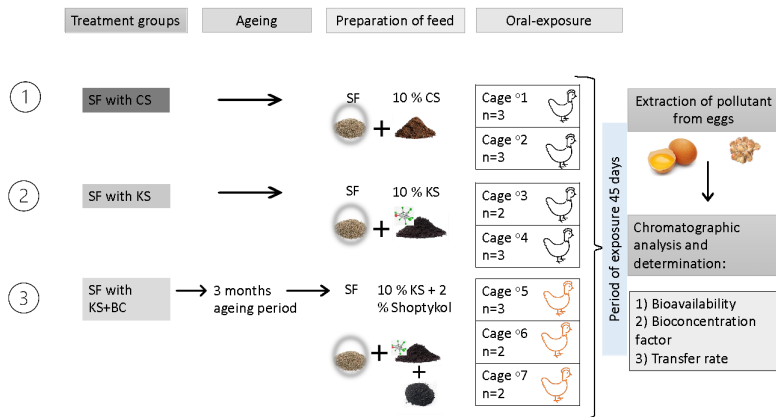 Treatment groups
Ageing
Preparation of feed
Oral-exposure
1
SF with CS
SF
10 % CS
Cage °1
n=3
Cage °2
n=3
2
SF with KS
SF
10 % KS
Cage °3
n=2
Cage °4
n=3
3
SF with
KS+BC
3 months
ageing period
SF
10 % KS + 2
% Shoptykol
Cage °5
n=3
Cage °6
n=2
Cage °7
n=2
Period of exposure 45 days
Extraction of pollutant
from eggs
Chromatographic
analysis and
determination:
1) Bioavailability
2) Bioconcentration
factor
3) Transfer rate